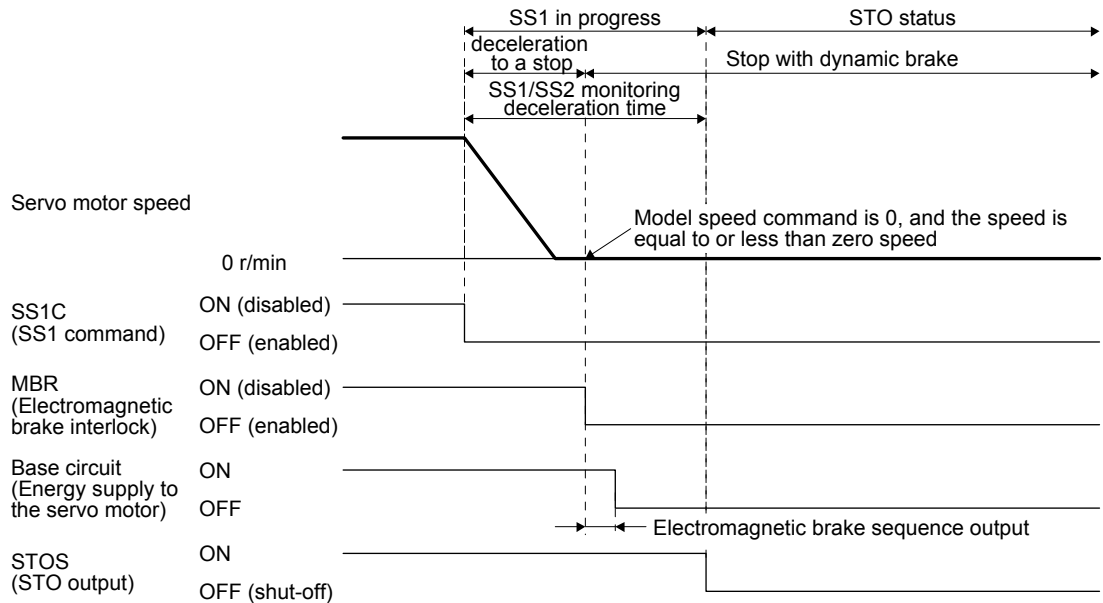 SS1 in progress
STO status
deceleration
to a stop
Stop with dynamic brake
SS1/SS2 monitoring
deceleration time
Servo motor speed
Model speed command is 0, and the speed is
equal to or less than zero speed
0 r/min
SS1C
(SS1 command)
ON (disabled)
OFF (enabled)
MBR
(Electromagnetic
brake interlock)
ON (disabled)
OFF (enabled)
Base circuit
(Energy supply to
the servo motor)
ON
OFF
Electromagnetic brake sequence output
STOS
(STO output)
ON
OFF (shut-off)